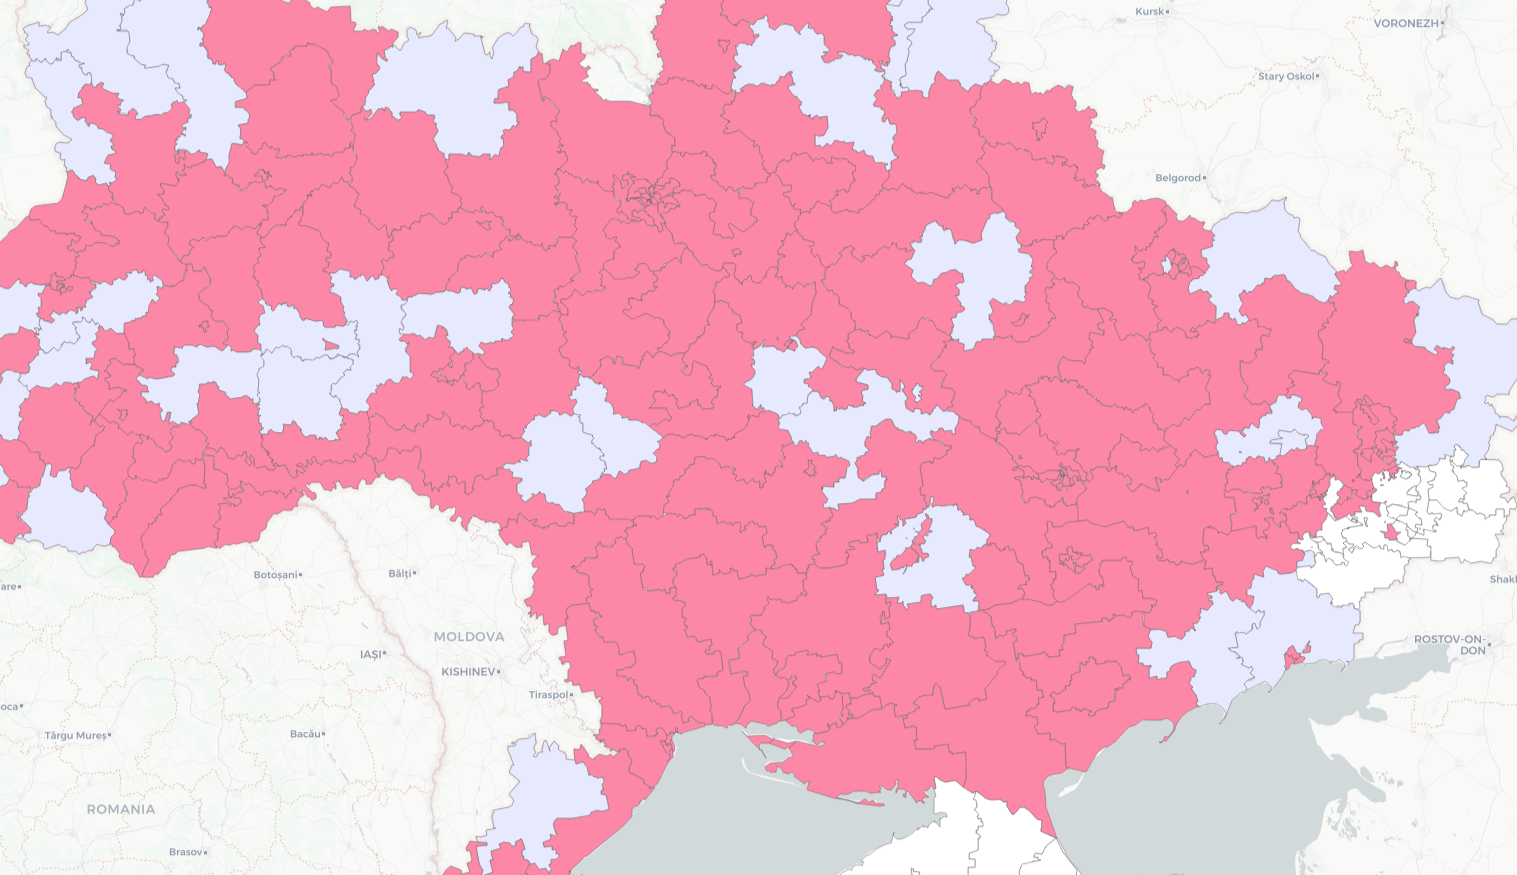 Kursk
VORONEZH
Stary Oskol
Belgorod
are
Botoșani
Bălți
Shakh
MOLDOVA
ROSTOV-ON-
DON
IAȘI
KISHINEV
Tiraspol
oca
Târgu Mureș
Bacău
ROMANIA
Brasov